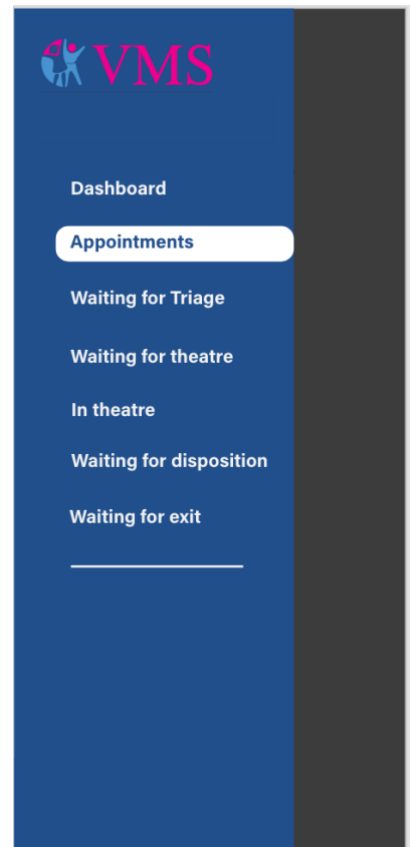 VMS
Dashboard
Appointments
Waiting for Triage
Waiting for theatre
In theatre
Waiting for disposition
Waiting for exit